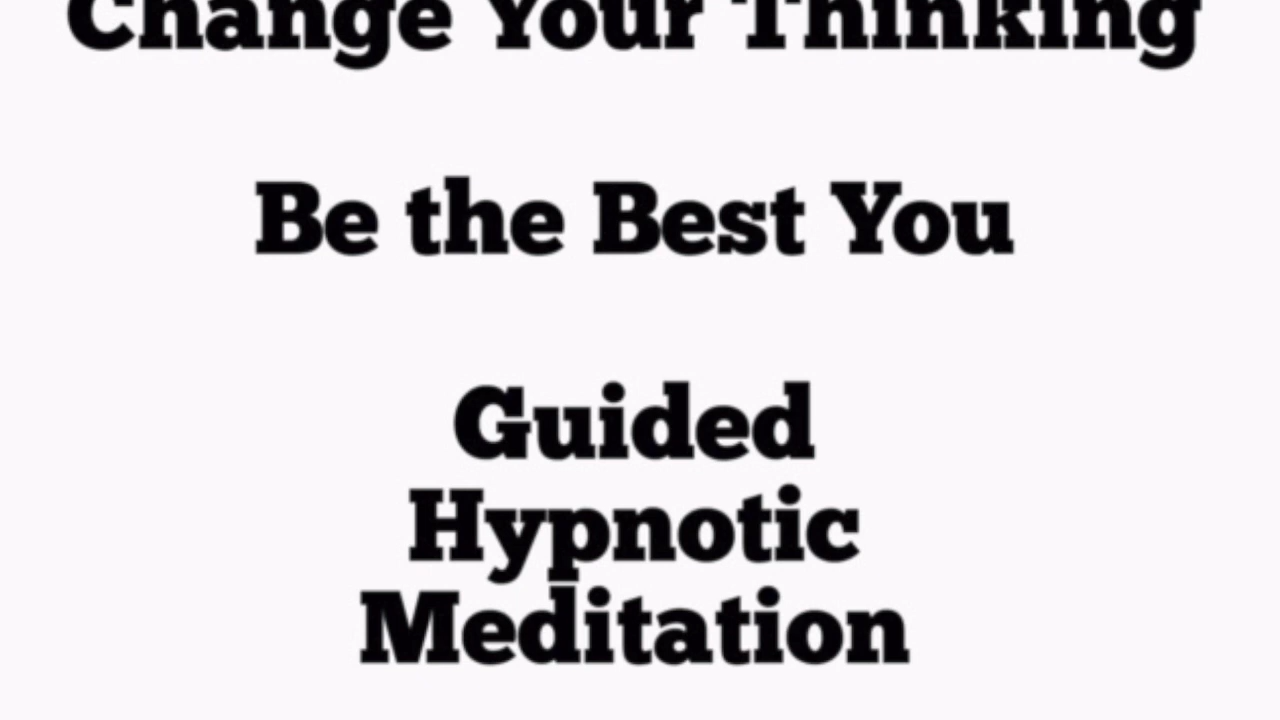 Change Your Thinking
Be the Best You
Guided
Hypnotic
Meditation